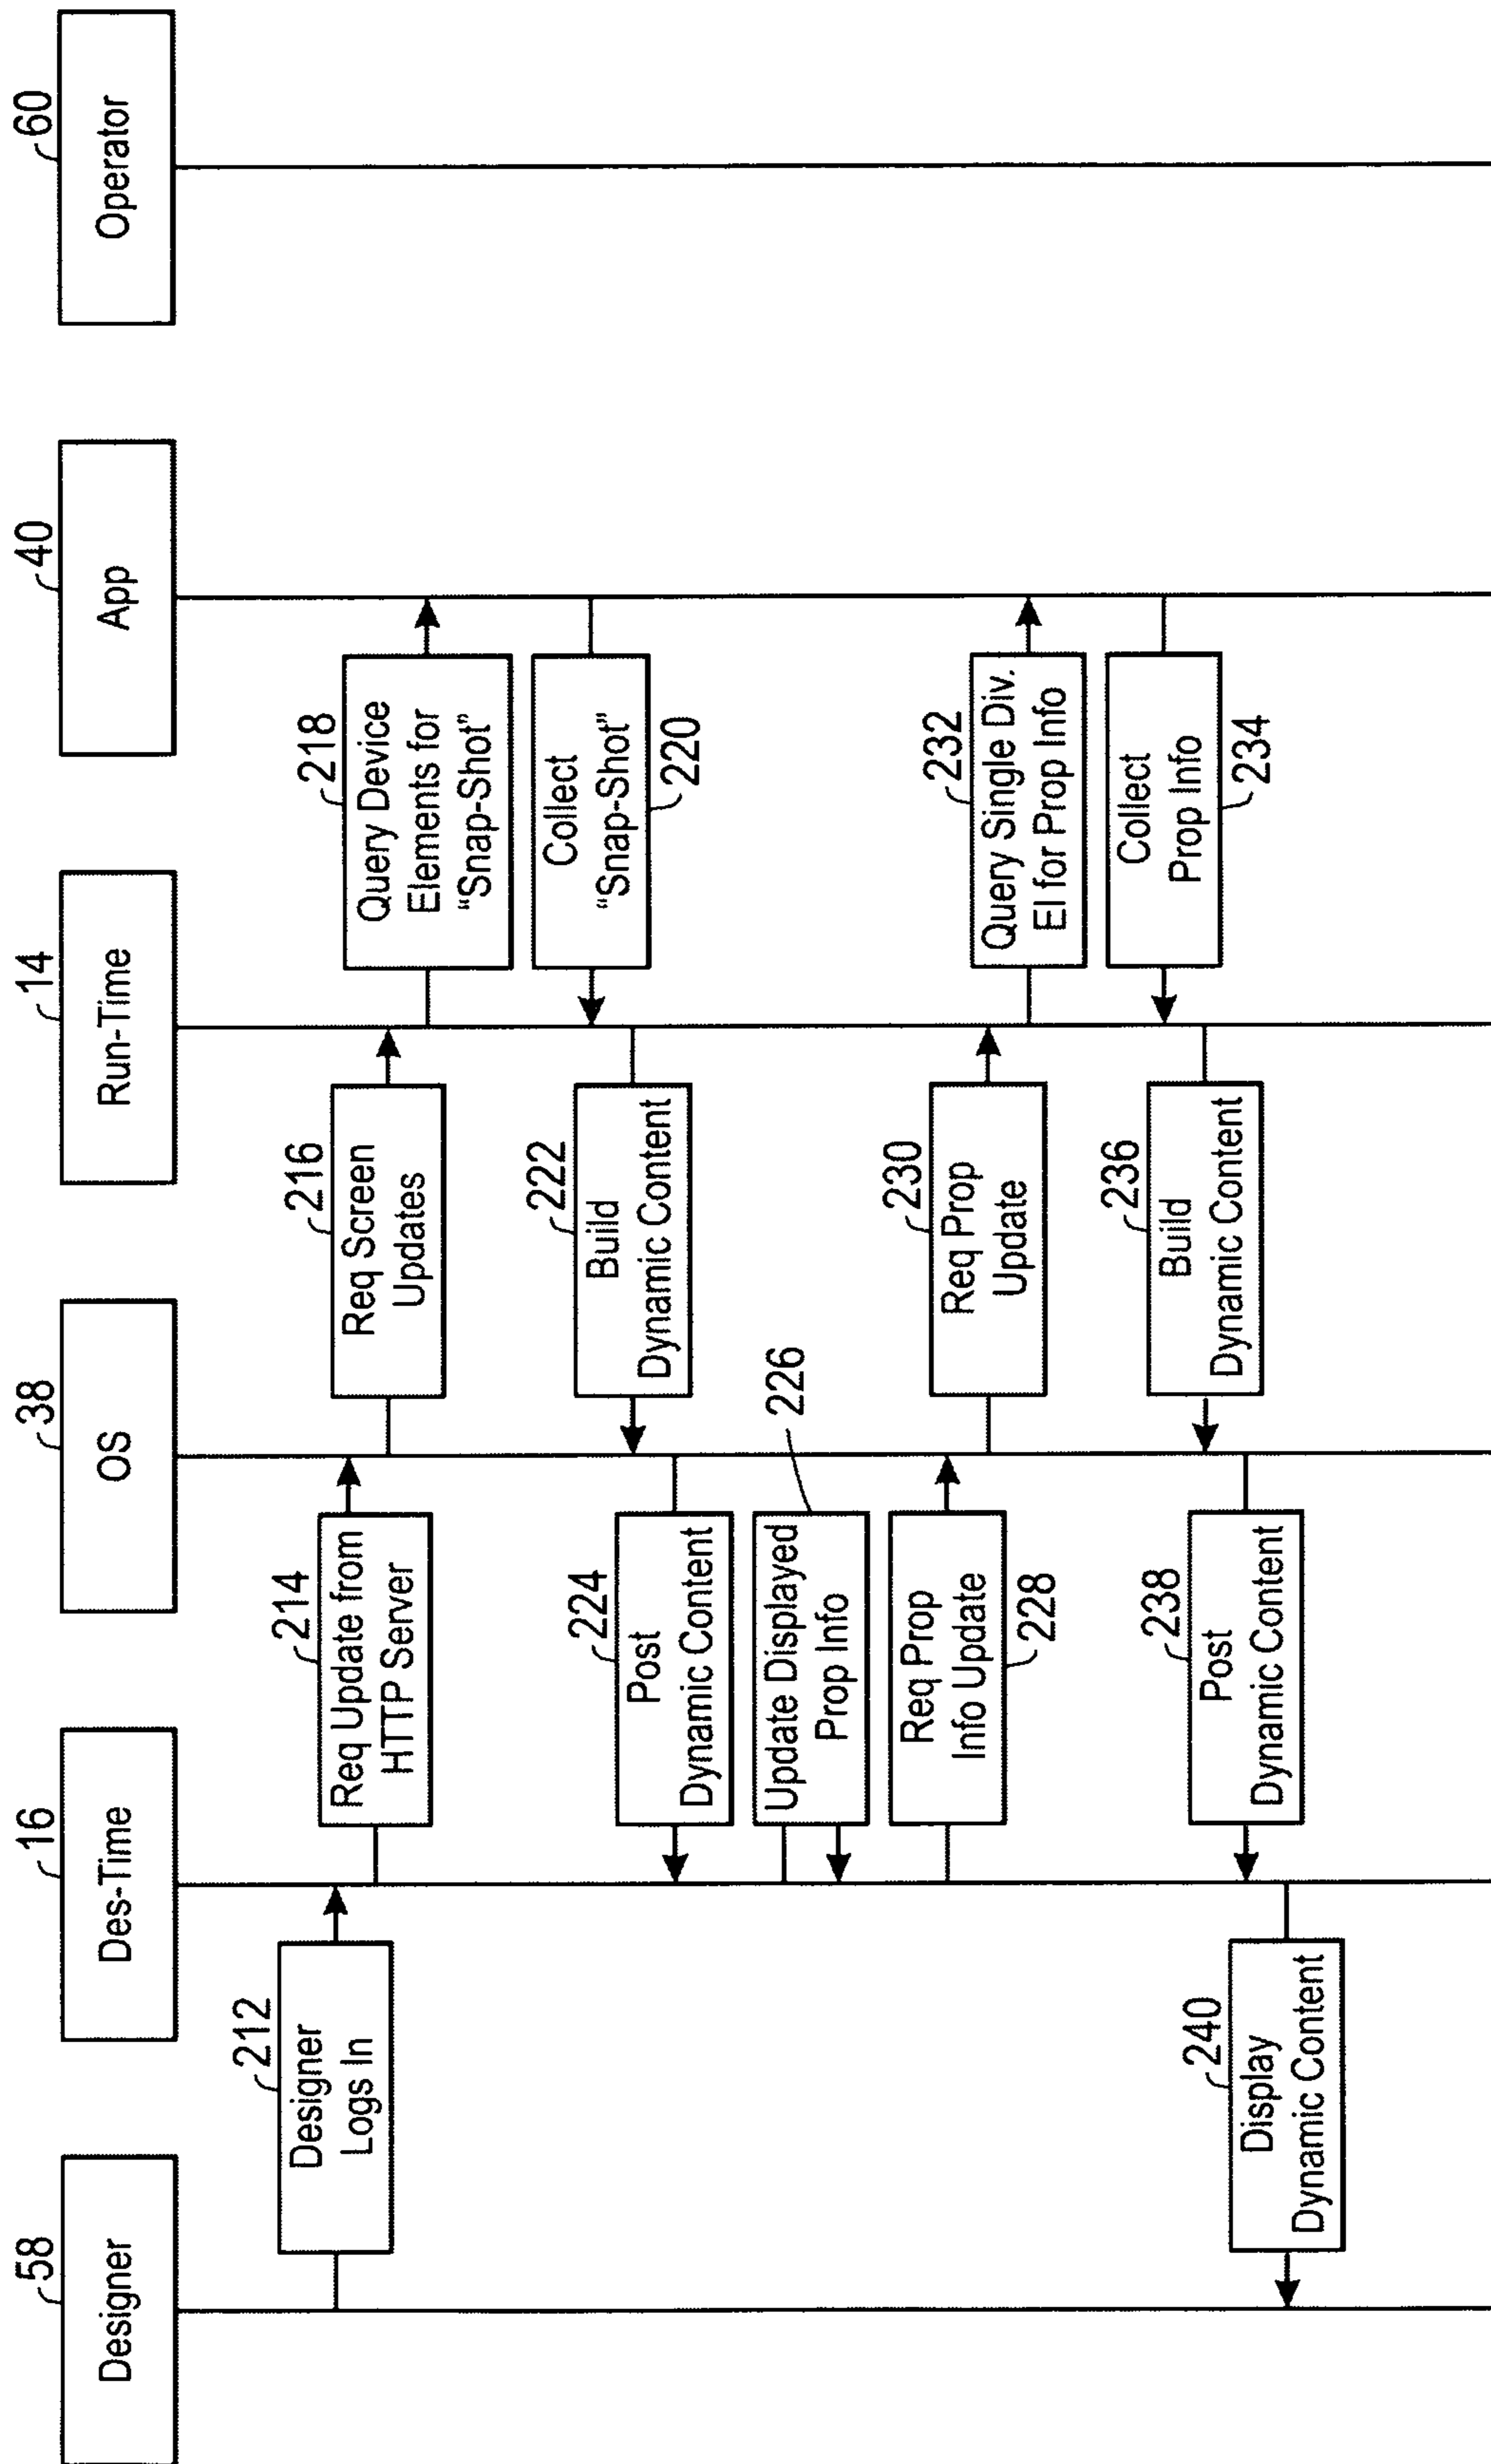 58
Designer
16
Des-Time
38
OS
14
Run-Time
40
App
60
Operator
212
Designer
Logs In
214
Req Update from
HTTP Server
216
Req Screen
Updates
218
Query Device
Elements for
“Snap-Shot”
Collect
“Snap-Shot”
220
222
Build
Dynamic Content
224
Post
Dynamic Content
226
Update Displayed
Prop Info
Req Prop
Info Update
228
230
Req Prop
Update
232
Query Single Div.
El for Prop Info
Collect
Prop Info
234
236
Build
Dynamic Content
238
Post
Dynamic Content
240
Display
Dynamic Content